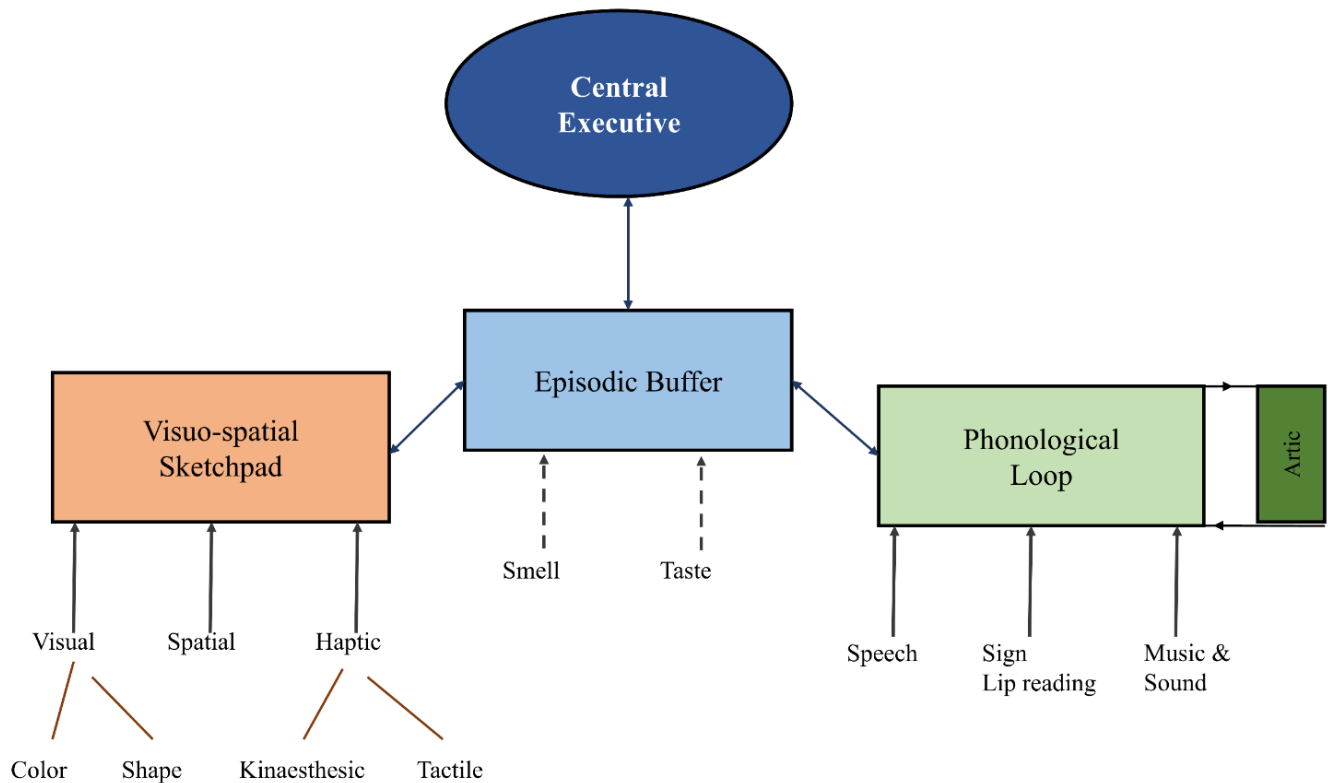 Central
Executive
Episodic Buffer
Visuo-spatial
Sketchpad
Phonological
Loop
Artic
Smell
Taste
Visual
Spatial
Haptic
Speech
Sign
Lip reading
Music &
Sound
Color
Shape
Kinaesthesic
Tactile